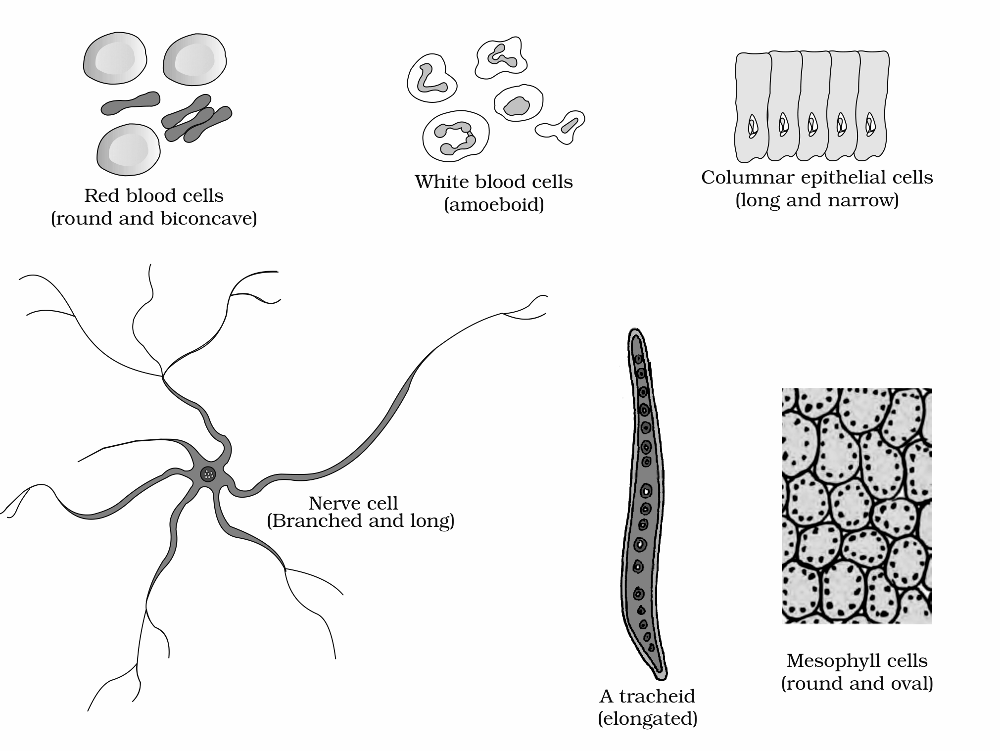 Red blood cells
(round and biconcave)
White blood cells
(amoeboid)
Columnar epithelial cells
(long and narrow)
Nerve cell
(Branched and long)
A tracheid
(elongated)
Mesophyll cells
(round and oval)